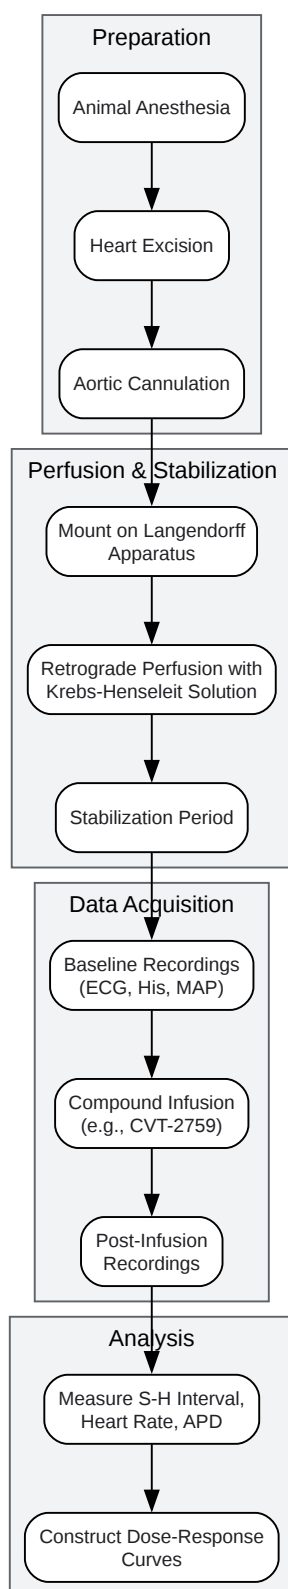 Preparation
Animal Anesthesia
Heart Excision
Aortic Cannulation
Perfusion & Stabilization
Mount on Langendorff
Apparatus
Retrograde Perfusion with
Krebs-Henseleit Solution
Stabilization Period
Data Acquisition
Baseline Recordings
(ECG, His, MAP)
Compound Infusion
(e.g., CVT-2759)
Post-Infusion
Recordings
Analysis
Measure S-H Interval,
Heart Rate, APD
Construct Dose-Response
Curves